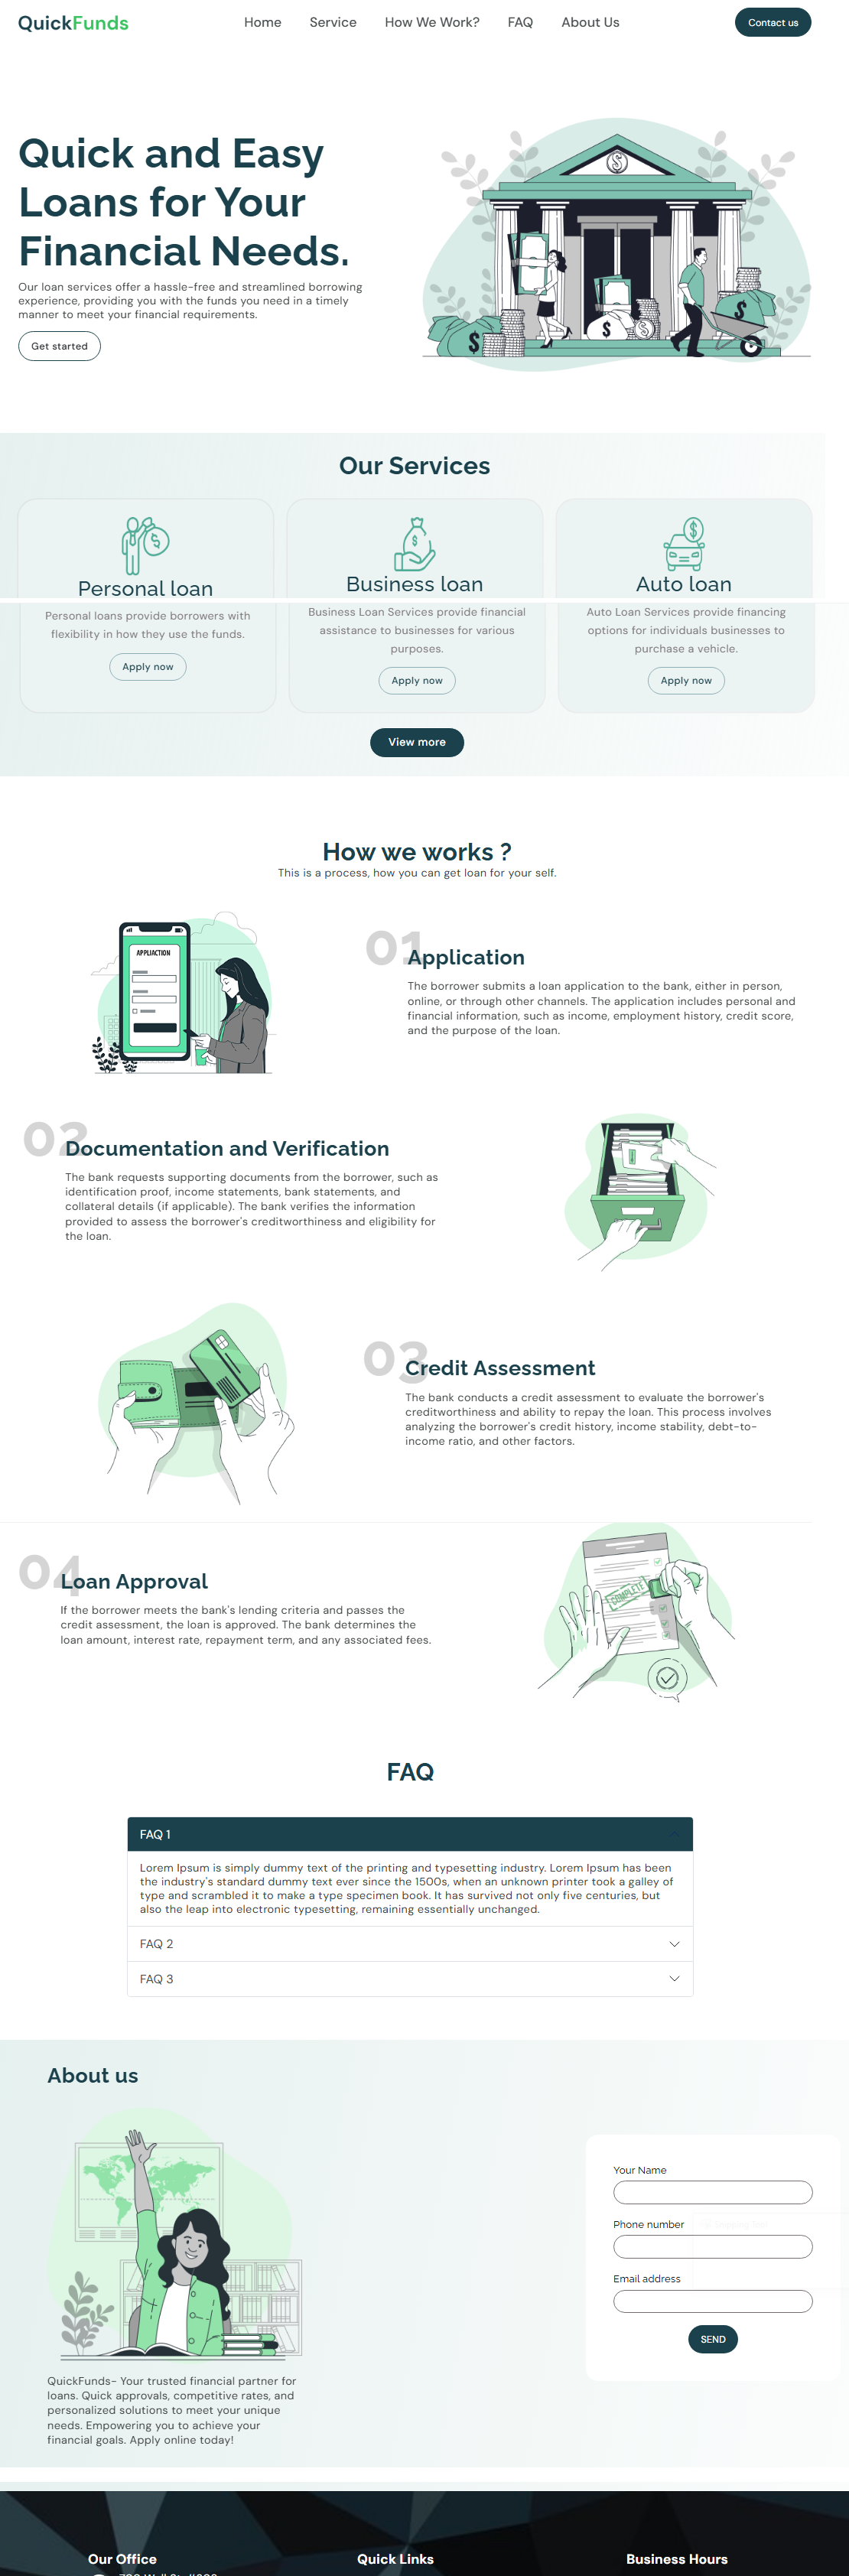 QuickFunds
Home Service How We Work? FAQ About Us
Contact us
Quick and Easy
Loans for Your
Financial Needs.
Our loan services offer a hassle-free and streamlined borrowing
experience, providing you with the funds you need in a timely
manner to meet your financial requirements.
Get started
Our Services
Personal loan
Personal loans provide borrowers with
flexibility in how they use the funds.
Apply now
Business loan
Business Loan Services provide financial
assistance to businesses for various
purposes.
Apply now
Auto loan
Auto Loan Services provide financing
options for individuals businesses to
purchase a vehicle.
Apply now
View more
How we works ?
This is a process, how you can get loan for your self.
APPLIACTION
01
Application
The borrower submits a loan application to the bank, either in person,
online, or through other channels. The application includes personal and
financial information, such as income, employment history, credit score,
and the purpose of the loan.
02
Documentation and Verification
The bank requests supporting documents from the borrower, such as
identification proof, income statements, bank statements, and
collateral details (if applicable). The bank verifies the information
provided to assess the borrower's creditworthiness and eligibility for
the loan.
03
Credit Assessment
The bank conducts a credit assessment to evaluate the borrower's
creditworthiness and ability to repay the loan. This process involves
analyzing the borrower's credit history, income stability, debt-to-
income ratio, and other factors.
04
Loan Approval
If the borrower meets the bank's lending criteria and passes the
credit assessment, the loan is approved. The bank determines the
loan amount, interest rate, repayment term, and any associated fees.
COMPLETE
FAQ
FAQ 1
Lorem Ipsum is simply dummy text of the printing and typesetting industry. Lorem Ipsum has been
the industry's standard dummy text ever since the 1500s, when an unknown printer took a galley of
type and scrambled it to make a type specimen book. It has survived not only five centuries, but
also the leap into electronic typesetting, remaining essentially unchanged.
FAQ 2
FAQ 3
About us
QuickFunds- Your trusted financial partner for
loans. Quick approvals, competitive rates, and
personalized solutions to meet your unique
needs. Empowering you to achieve your
financial goals. Apply online today!
Your Name
Phone number
Email address
SEND
Our Office
Quick Links
Business Hours